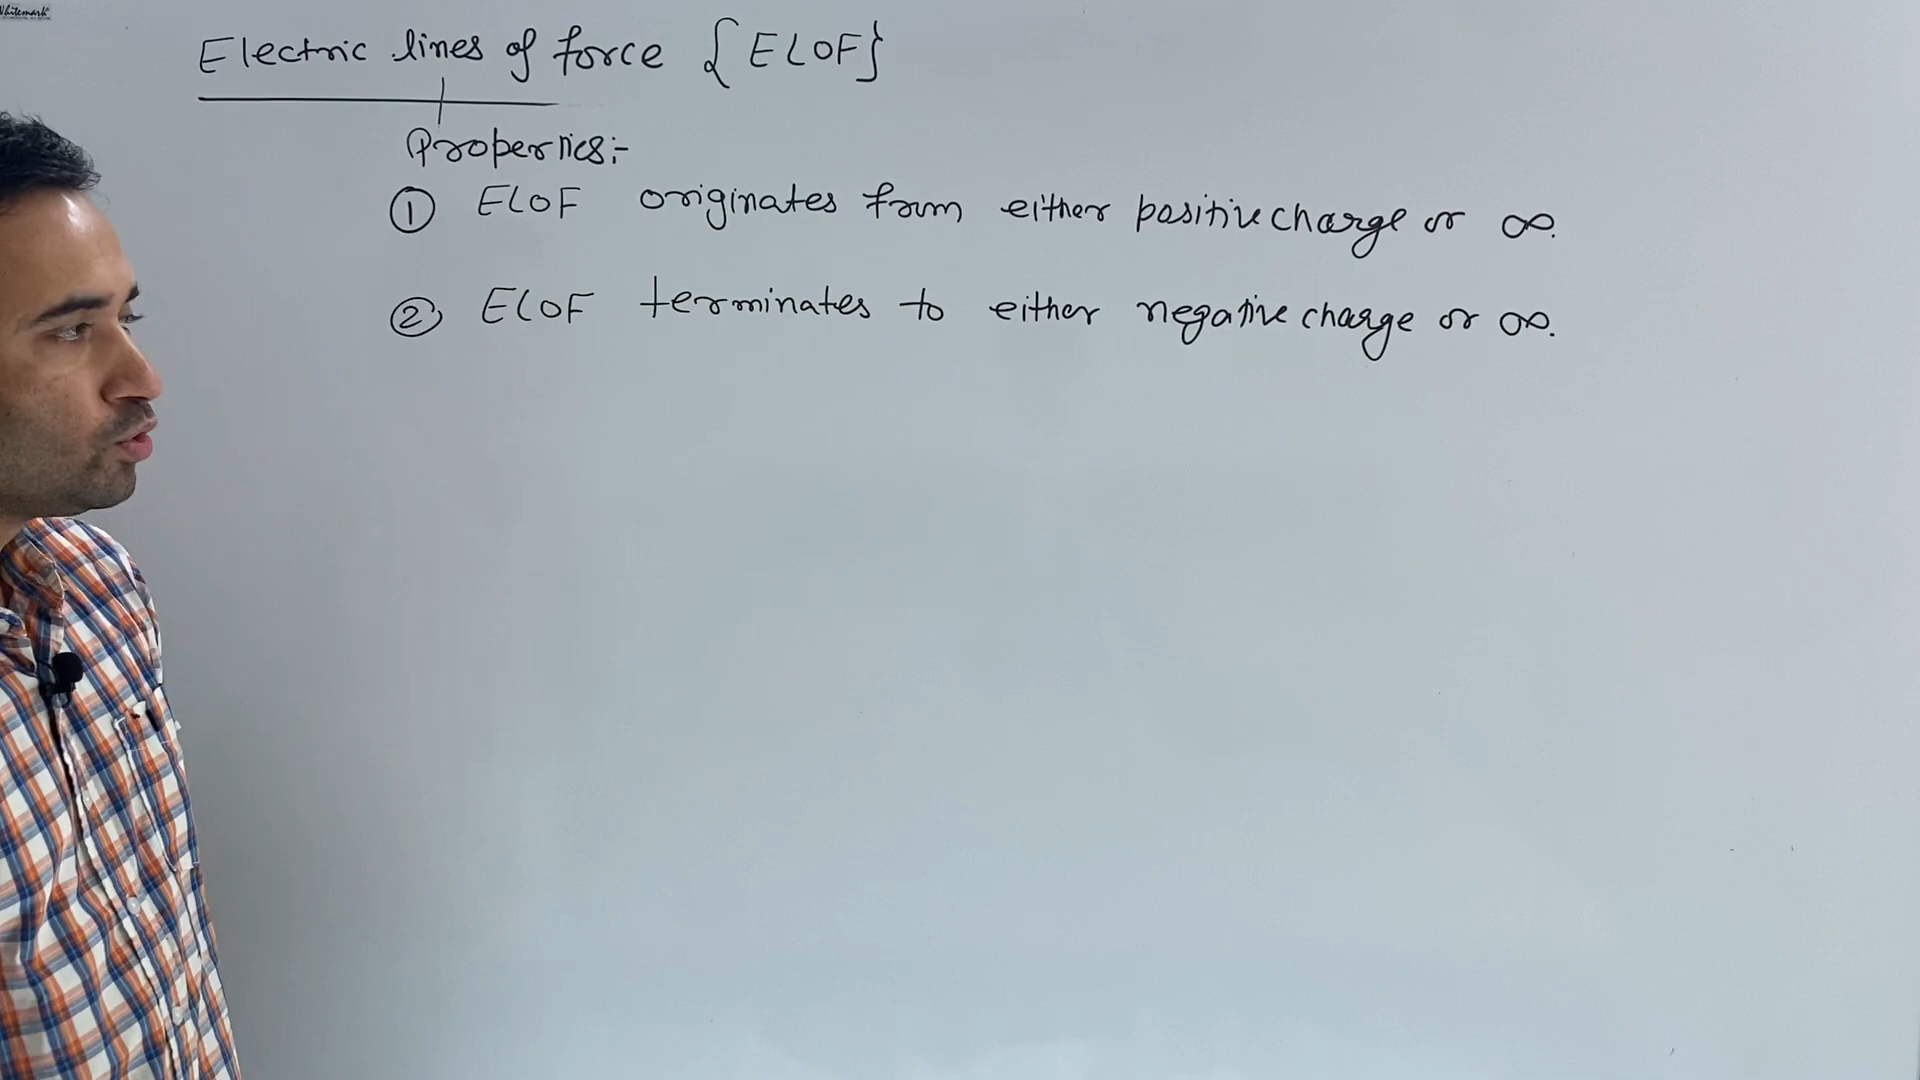 Whitemark
Electric lines of force {ELOF}
Properties:-
① ELOF originates from either positive charge or ∞.
② ELOF terminates to either negative charge or ∞.